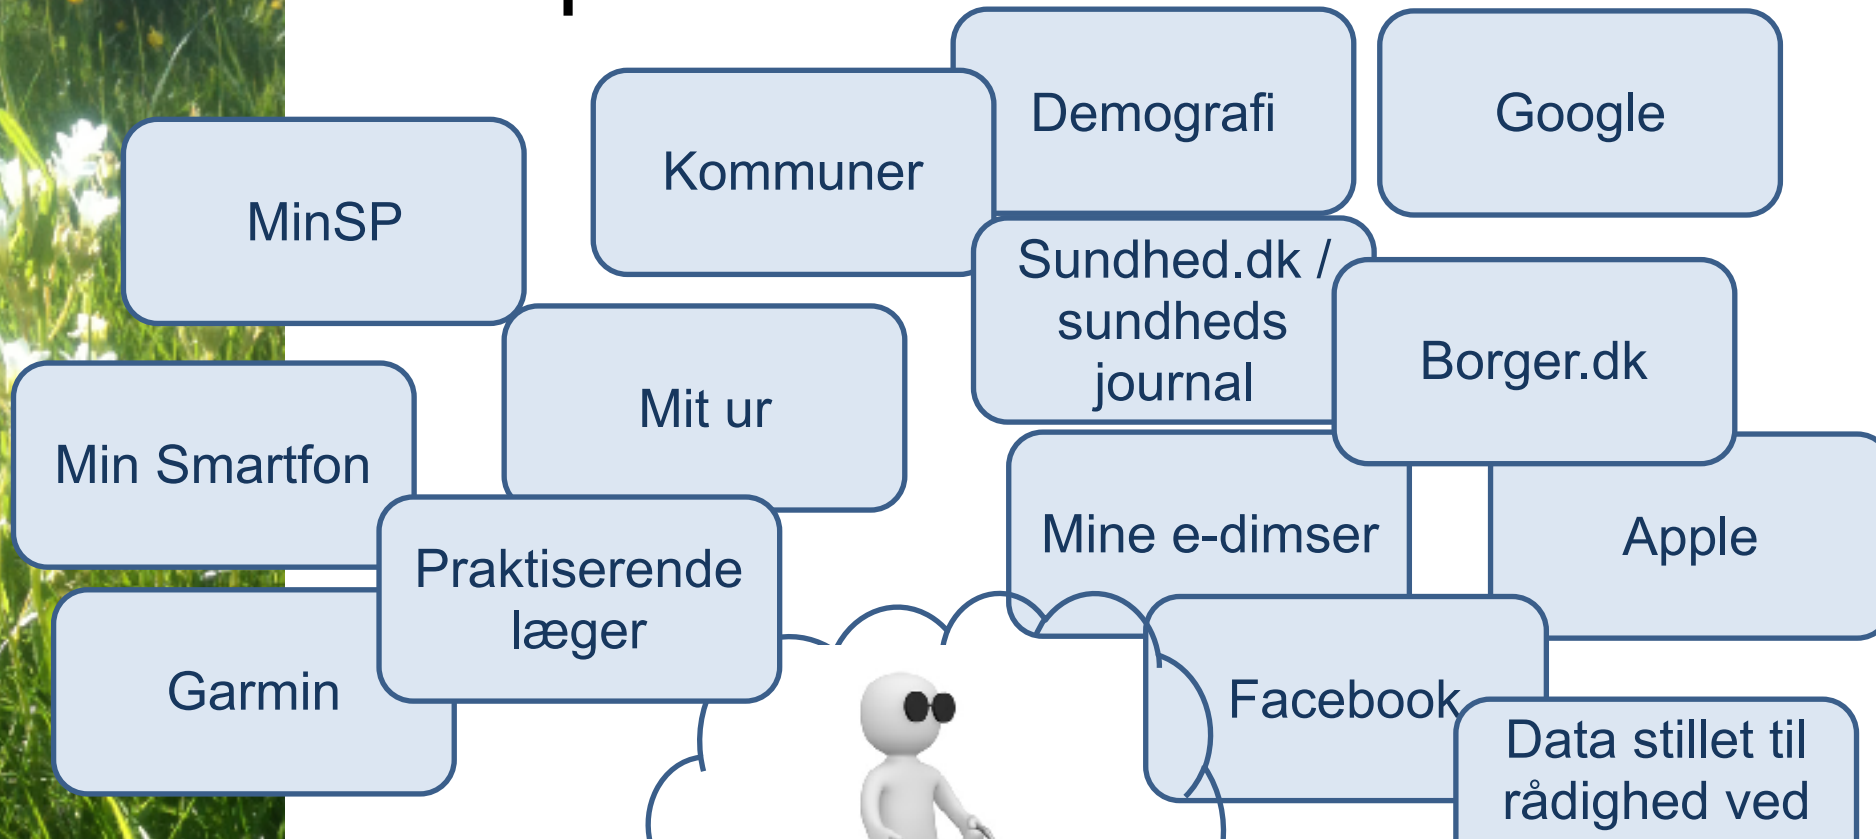 Demografi
Google
Kommuner
MinSP
Sundhed.dk /
sundheds
journal
Borger.dk
Mit ur
Min Smartfon
Mine e-dimser
Apple
Praktiserende
læger
Garmin
Facebook
Data stillet til
rådighed ved